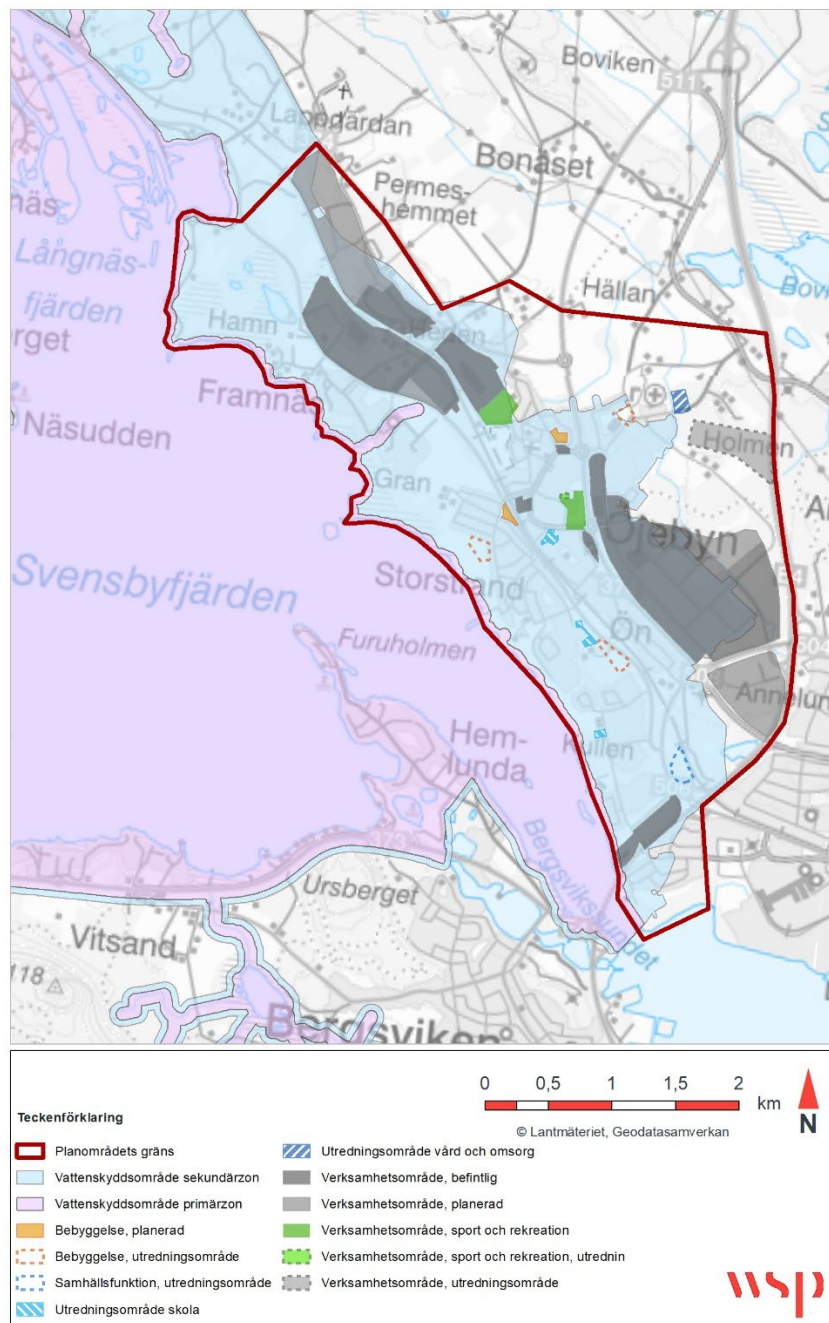 Boviken
511
Lappgärdan
Bonäset
Permes-
hemmet
Långnäs-
fjärden
Hällan
Hamn
Framnäs
Näsudden
Holmen
Gran
Öjebyn
Svensbyfjärden
Storstrand
Furuholmen
Ön
Hem-
lunda
Kullen
Bergsviksundet
Ursberget
Vitsand
118
Bergsviken
0 0,5 1 1,5 2
km
N
© Lantmäteriet, Geodatasamverkan
Teckenförklaring
Planområdets gräns
Vattenskyddsområde sekundärzon
Vattenskyddsområde primärzon
Bebyggelse, planerad
Bebyggelse, utredningsområde
Samhällsfunktion, utredningsområde
Utredningsområde skola
Utredningsområde vård och omsorg
Verksamhetsområde, befintlig
Verksamhetsområde, planerad
Verksamhetsområde, sport och rekreation
Verksamhetsområde, sport och rekreation, utrednin
Verksamhetsområde, utredningsområde
wsp